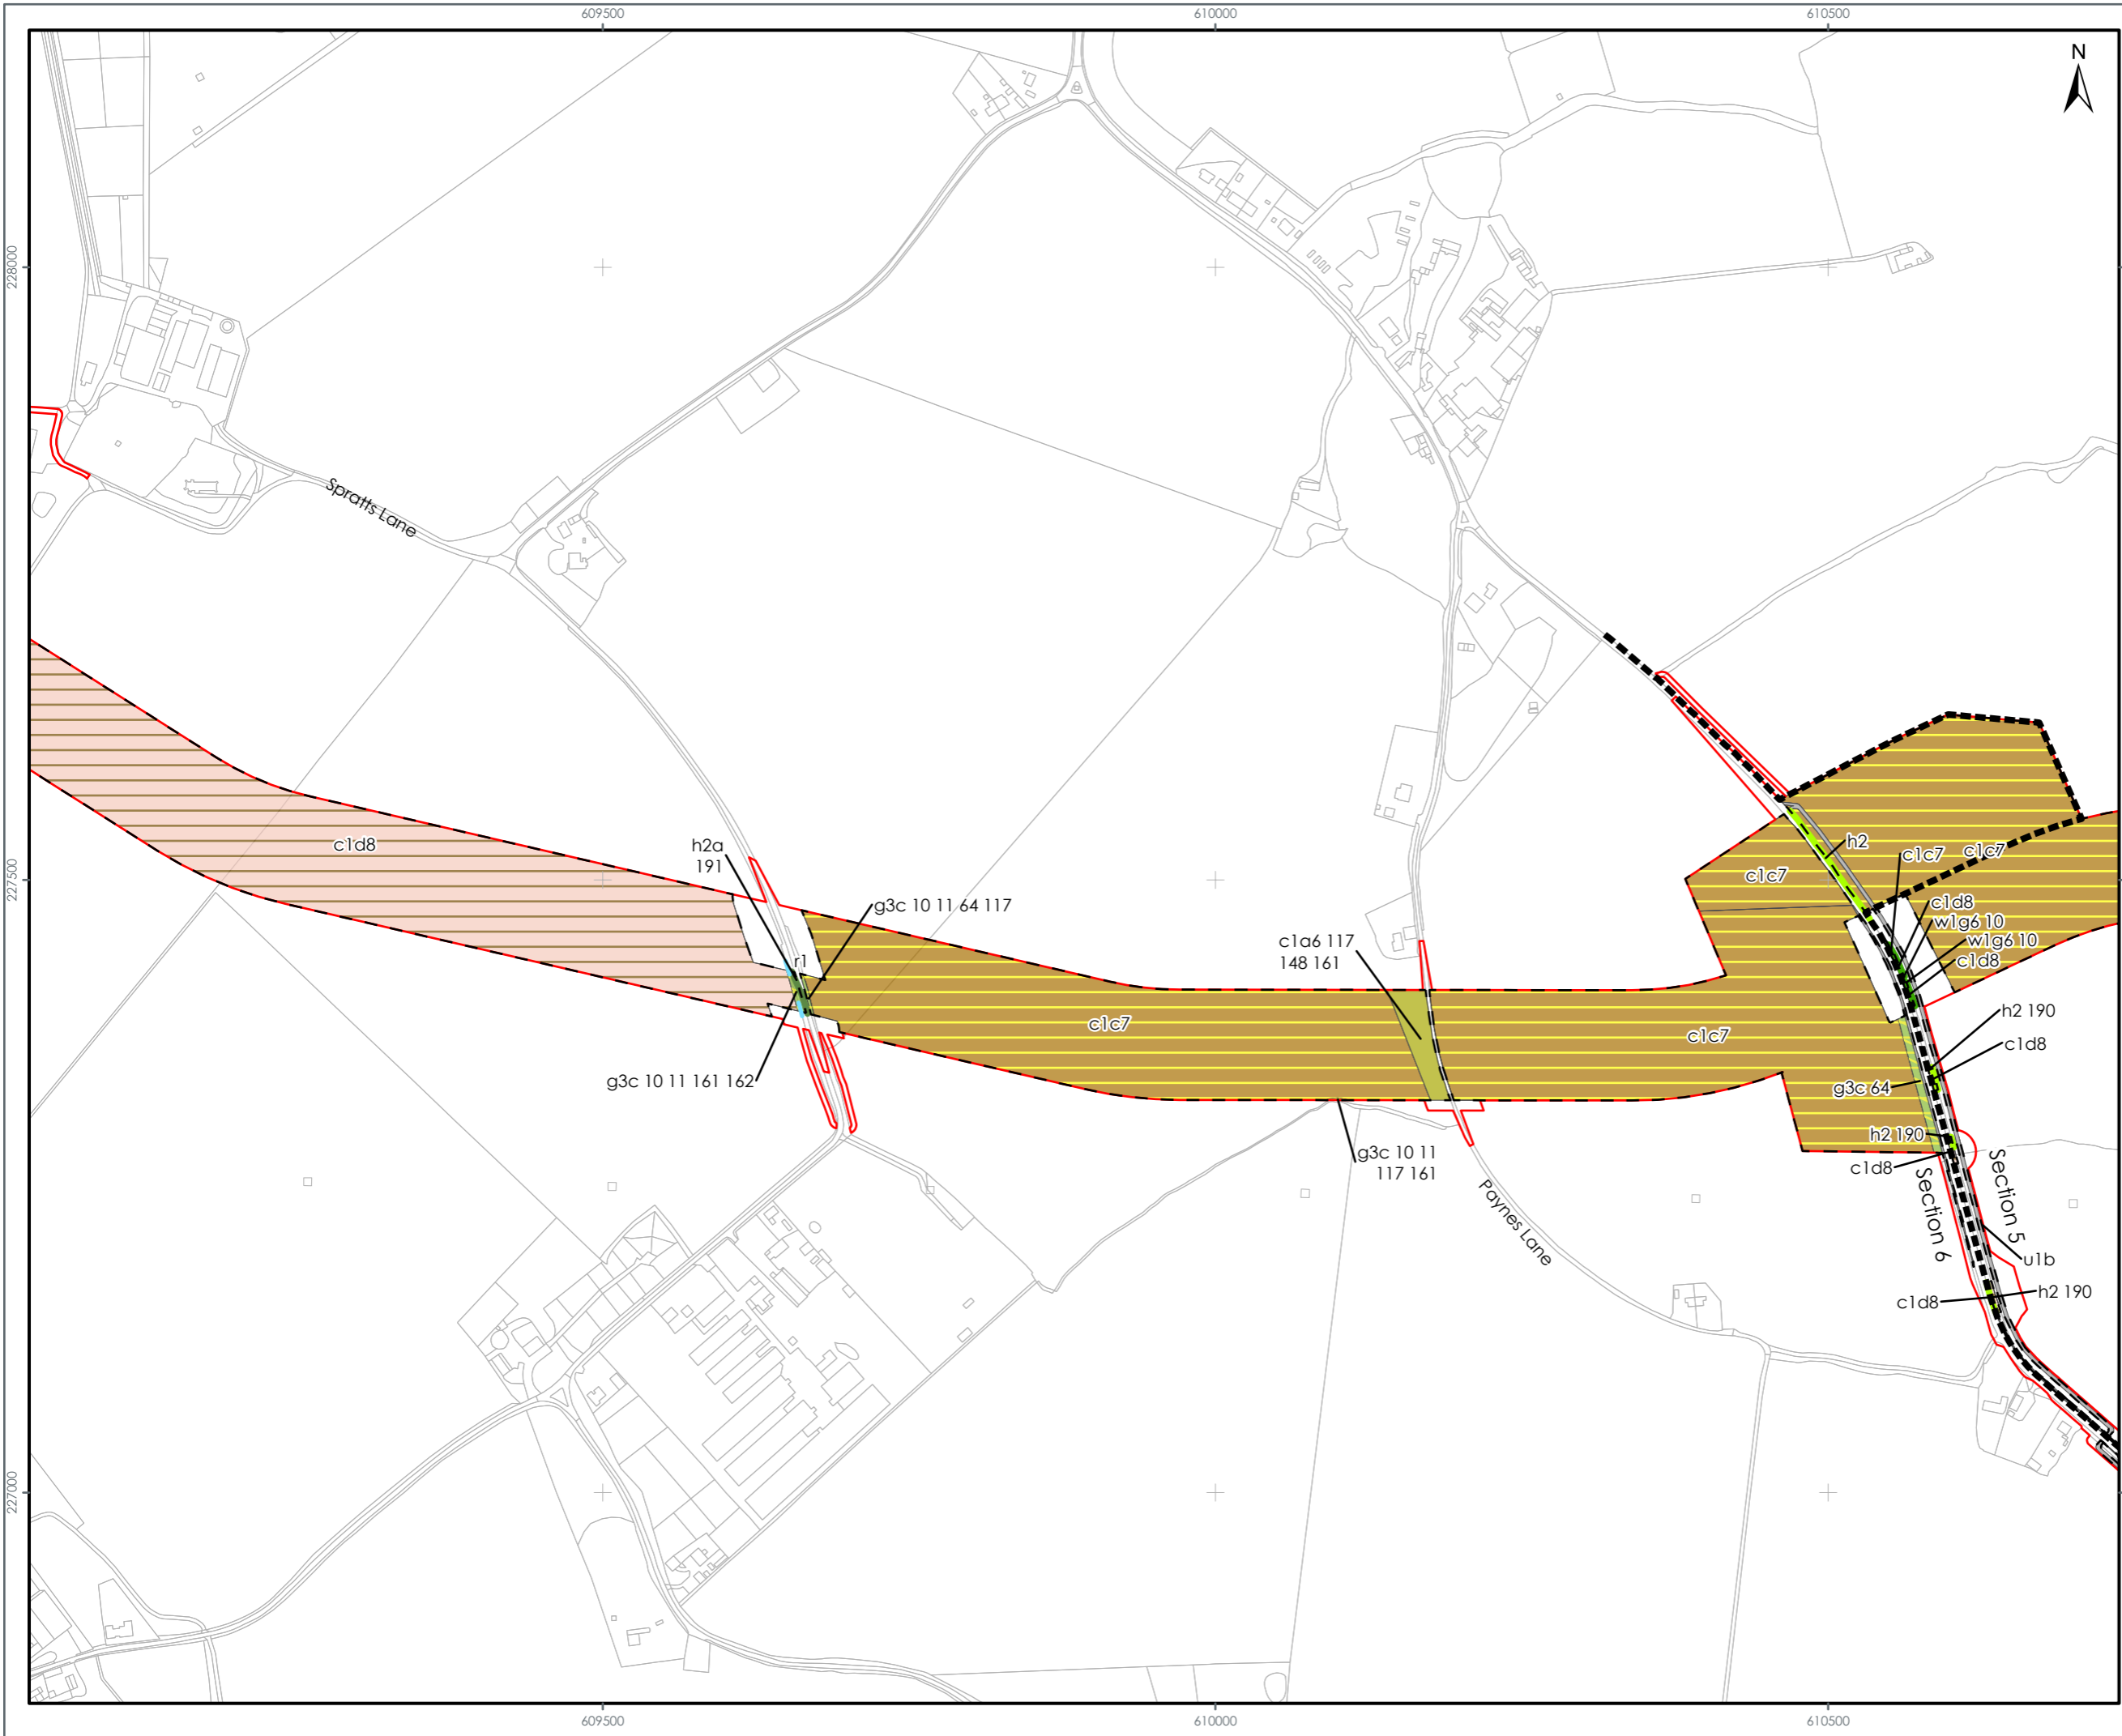 609500
610000
610500
N
228000
Spratts Lane
c1d8
h2a
191
h2
c1c7
c1c7
c1c7
227500
g3c 10 11 64 117
c1d8
w1g6 10
w1g6 10
c1d8
c1a6 117
148 161
r1
h2 190
c1c7
c1c7
c1d8
g3c 10 11 161 162
g3c 64
h2 190
g3c 10 11
117 161
c1d8
Section 5
Section 6
Paynes Lane
u1b
h2 190
c1d8
227000
609500
610000
610500